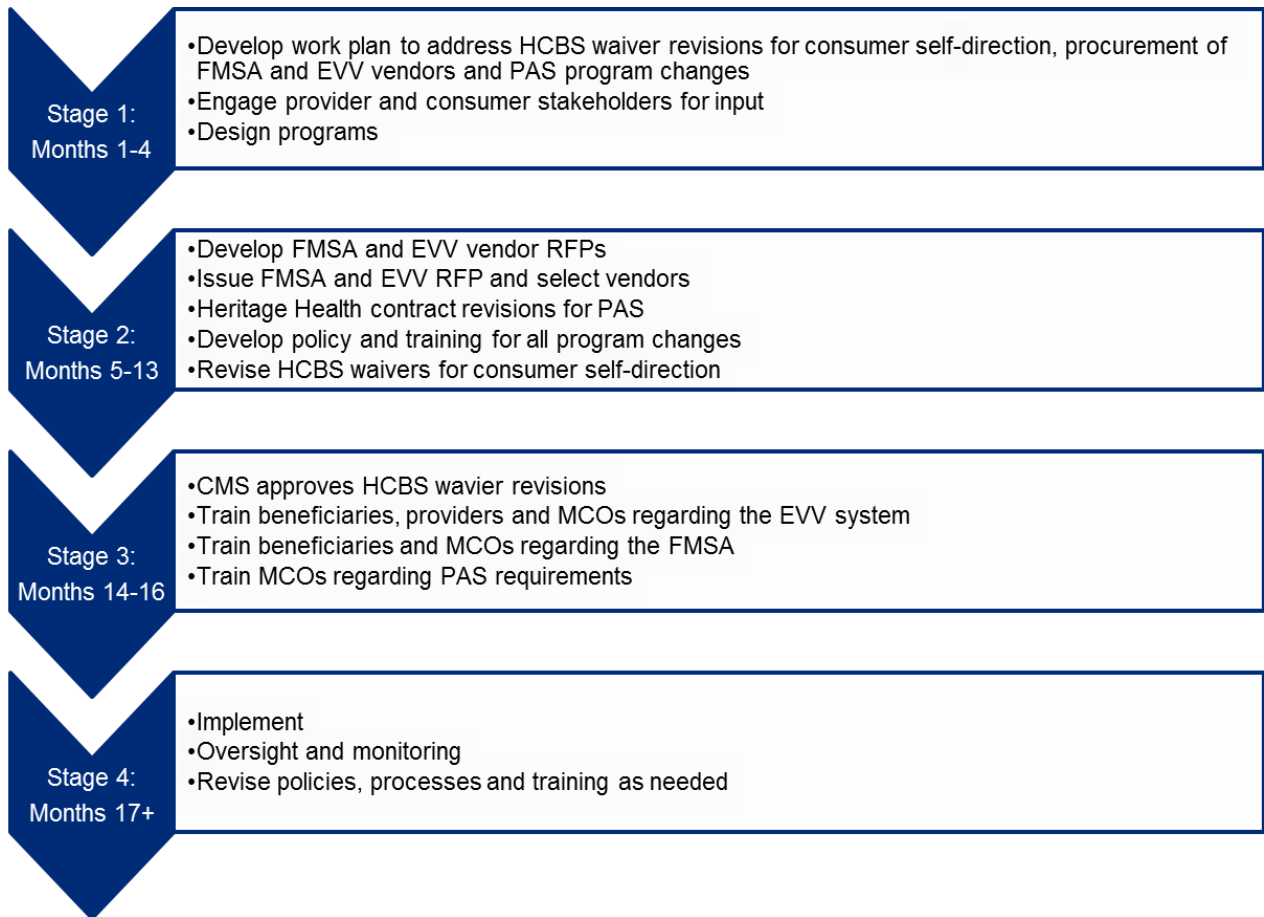 Stage 1:
Months 1-4
•Develop work plan to address HCBS waiver revisions for consumer self-direction, procurement of
FMSA and EVV vendors and PAS program changes
•Engage provider and consumer stakeholders for input
•Design programs
Stage 2:
Months 5-13
•Develop FMSA and EVV vendor RFPs
•Issue FMSA and EVV RFP and select vendors
•Heritage Health contract revisions for PAS
•Develop policy and training for all program changes
•Revise HCBS waivers for consumer self-direction
Stage 3:
Months 14-16
•CMS approves HCBS wavier revisions
•Train beneficiaries, providers and MCOs regarding the EVV system
•Train beneficiaries and MCOs regarding the FMSA
•Train MCOs regarding PAS requirements
Stage 4:
Months 17+
•Implement
•Oversight and monitoring
•Revise policies, processes and training as needed